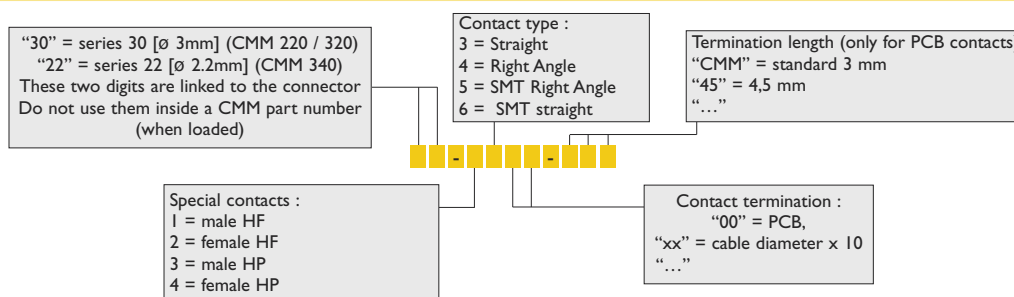 “30” = series 30 [ø 3mm] (CMM 220 / 320)
“22” = series 22 [ø 2.2mm] (CMM 340)
These two digits are linked to the connector
Do not use them inside a CMM part number
(when loaded)
Contact type :
3 = Straight
4 = Right Angle
5 = SMT Right Angle
6 = SMT straight
Termination length (only for PCB contacts)
“CMM” = standard 3 mm
“45” = 4,5 mm
“...”
- -
Special contacts :
1 = male HF
2 = female HF
3 = male HP
4 = female HP
Contact termination :
“00” = PCB,
“xx” = cable diameter x 10
“...”